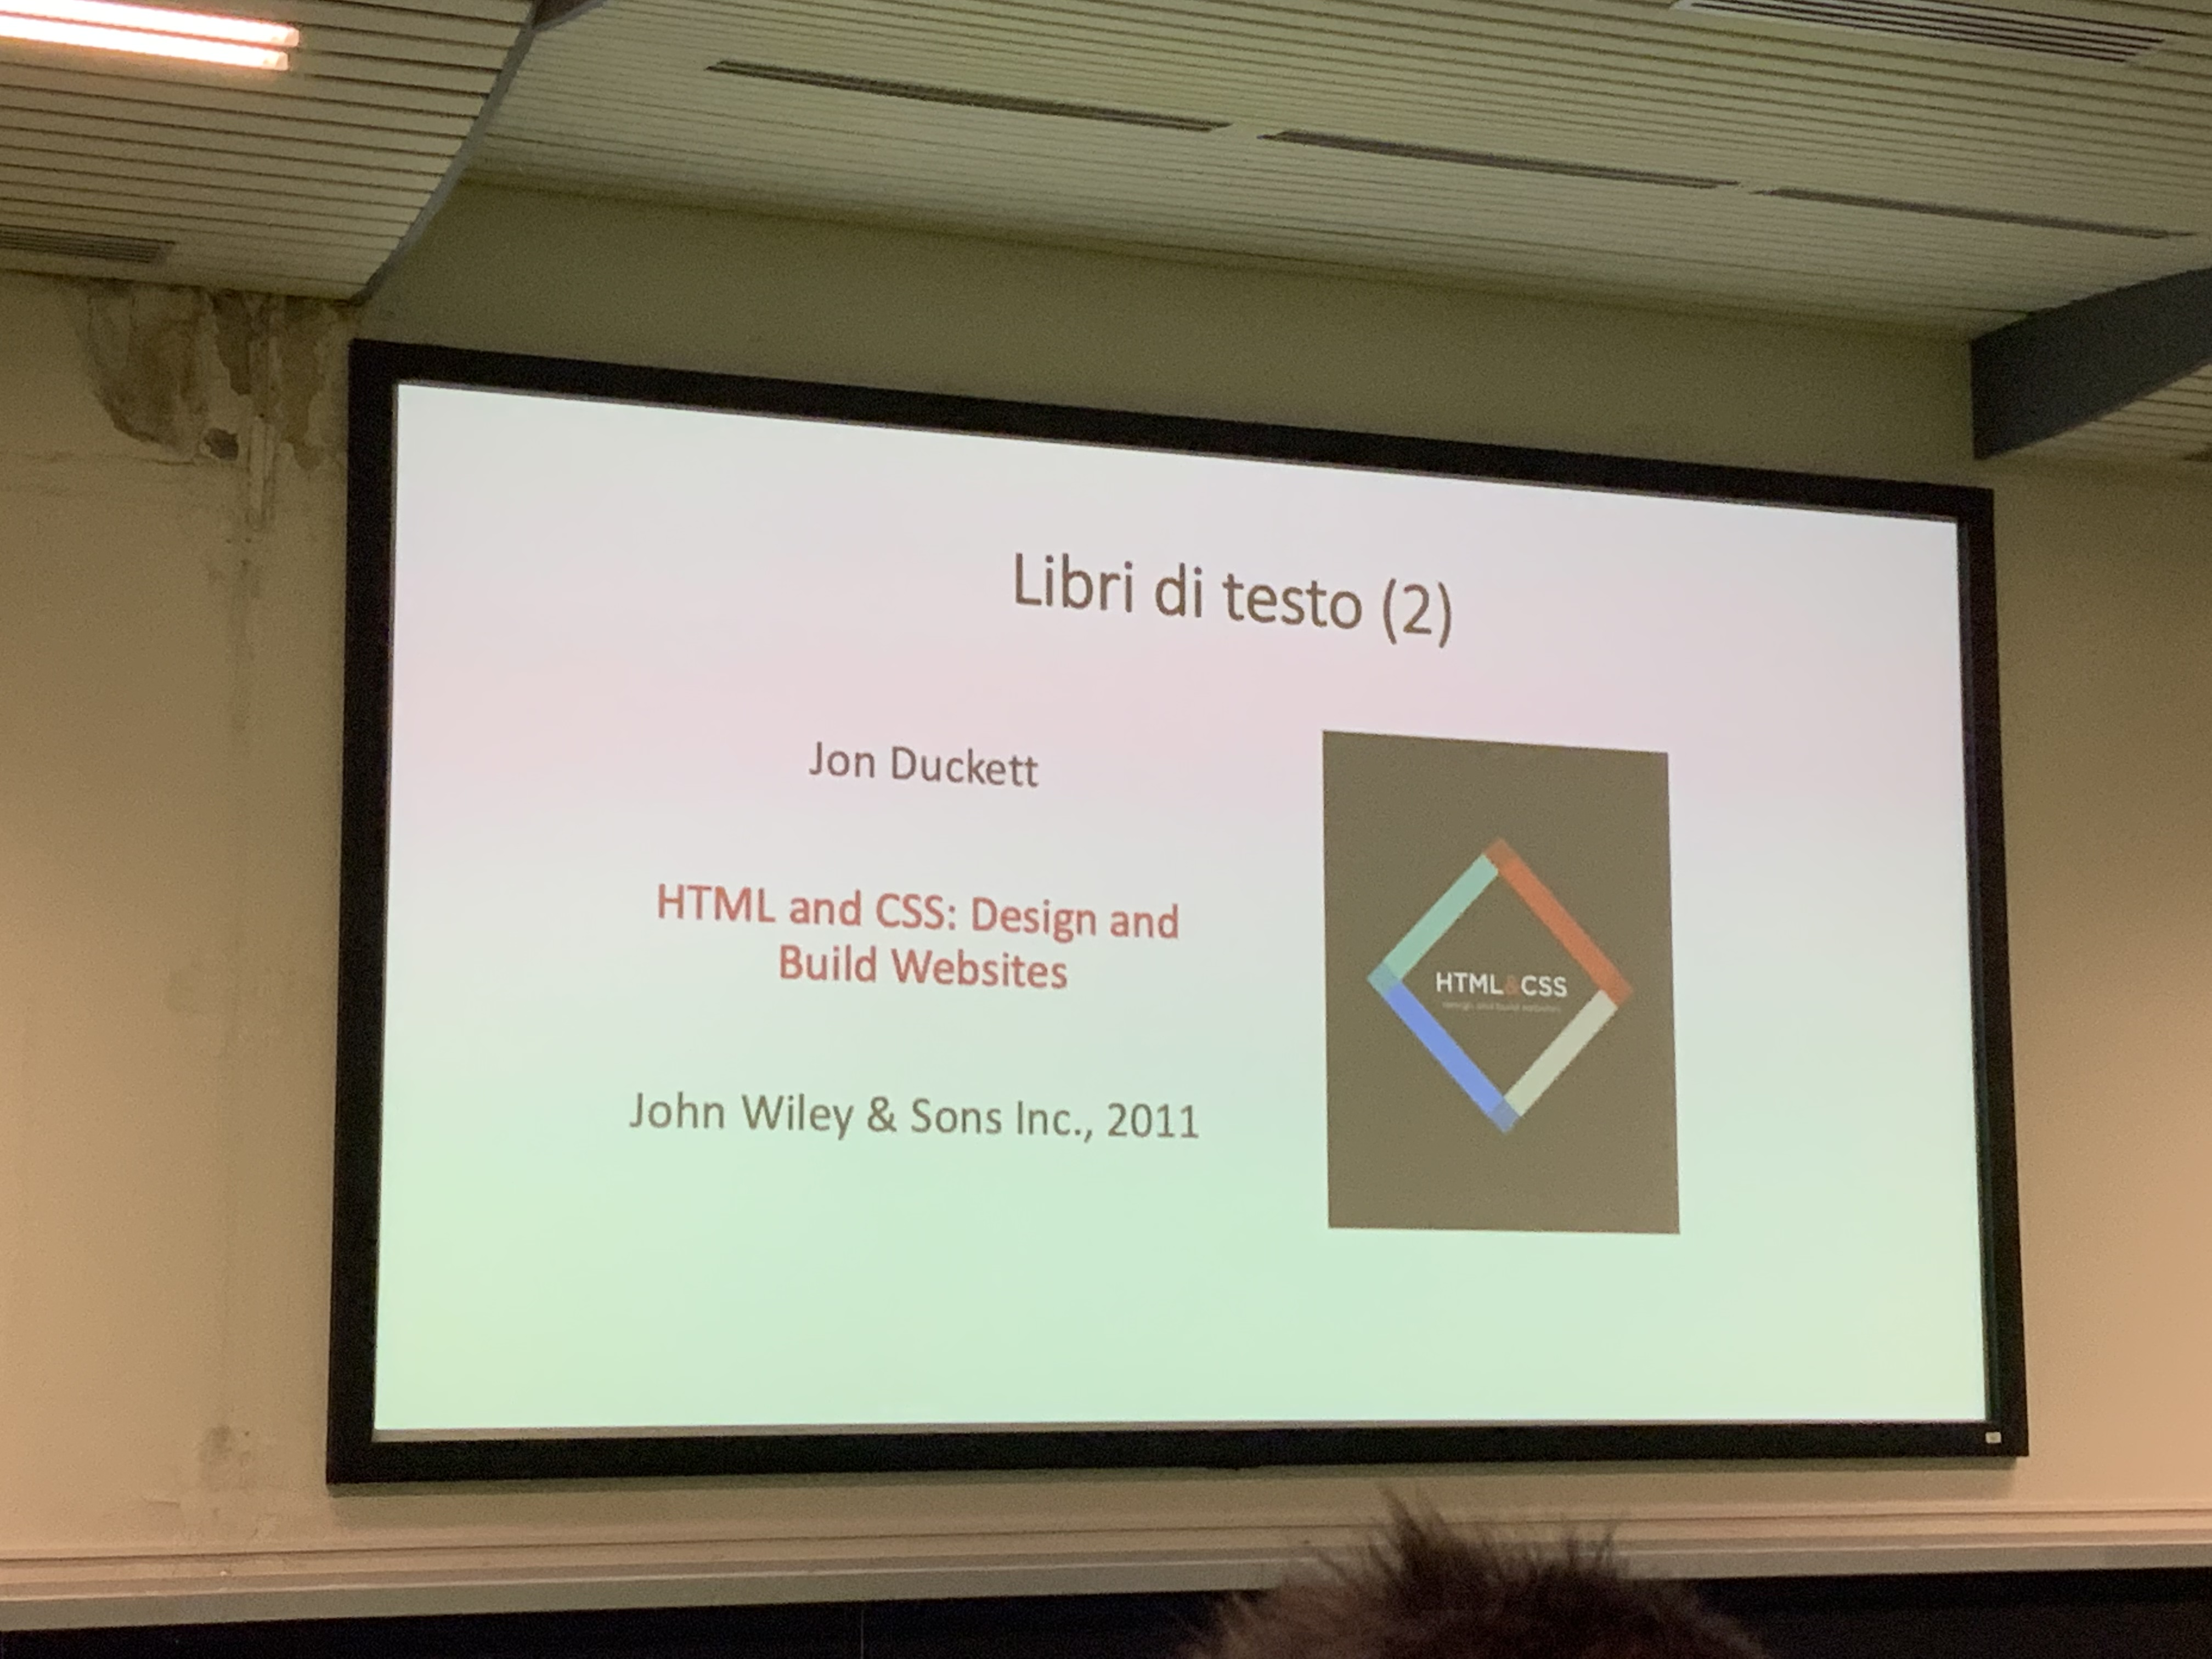 Libri di testo (2)
Jon Duckett
HTML and CSS: Design and
Build Websites
John Wiley & Sons Inc., 2011
HTML&CSS
design and build websites